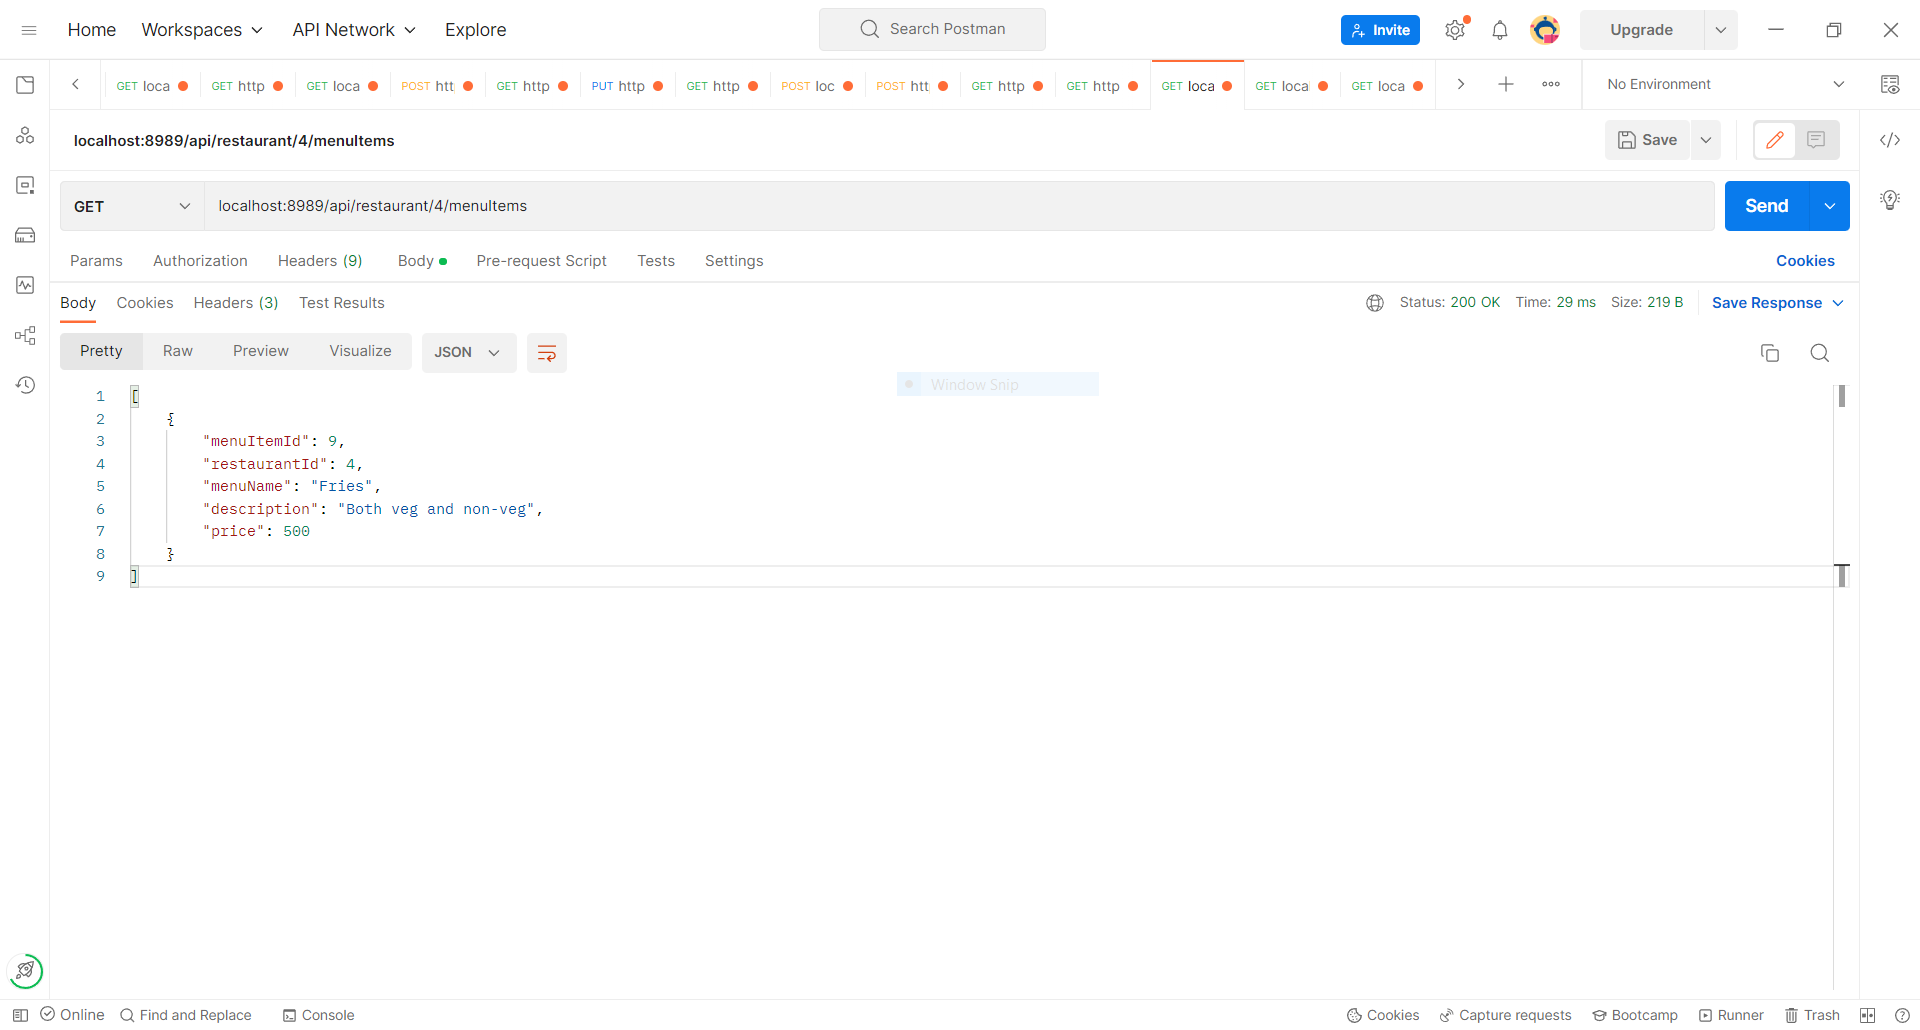 Home Workspaces API Network Explore Search Postman Invite Upgrade
GET loca GET http GET loca POST htt GET http PUT http GET http POST loc POST htt GET http GET http GET loca GET loca GET loca No Environment
localhost:8989/api/restaurant/4/menuItems Save
GET localhost:8989/api/restaurant/4/menuItems Send
Params Authorization Headers (9) Body Pre-request Script Tests Settings Cookies
Body Cookies Headers (3) Test Results Status: 200 OK Time: 29 ms Size: 219 B Save Response
Pretty Raw Preview Visualize JSON
Window Snip
1 [
2 {
3 "menuItemId": 9,
4 "restaurantId": 4,
5 "menuName": "Fries",
6 "description": "Both veg and non-veg",
7 "price": 500
8 }
9 ]
Online Find and Replace Console Cookies Capture requests Bootcamp Runner Trash